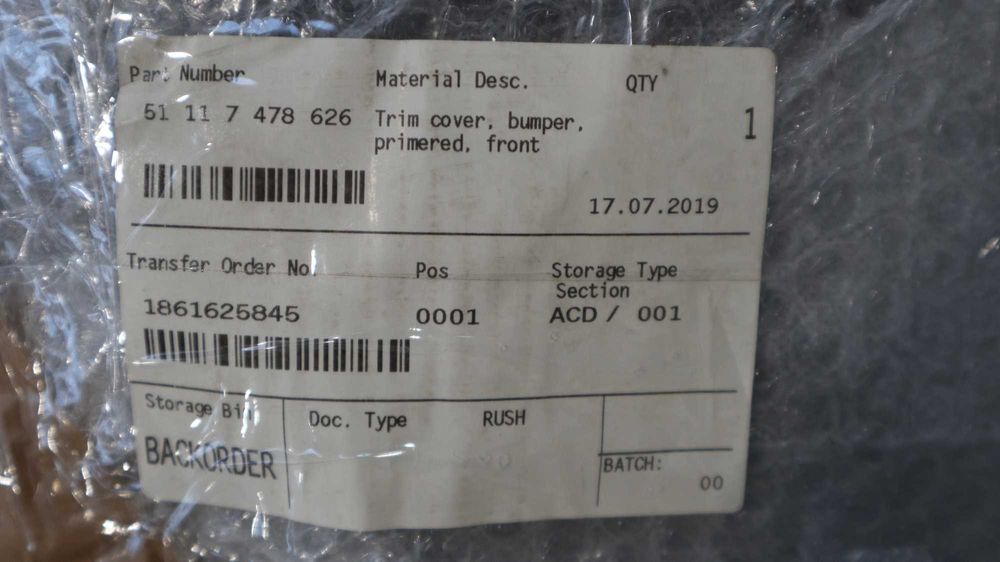 Part Number Material Desc. QTY
51 11 7 478 626 Trim cover, bumper, 1
primered, front
17.07.2019
Transfer Order No. Pos Storage Type
Section
1861625845 0001 ACD / 001
Storage Bin Doc. Type RUSH
BACKORDER
BATCH:
00